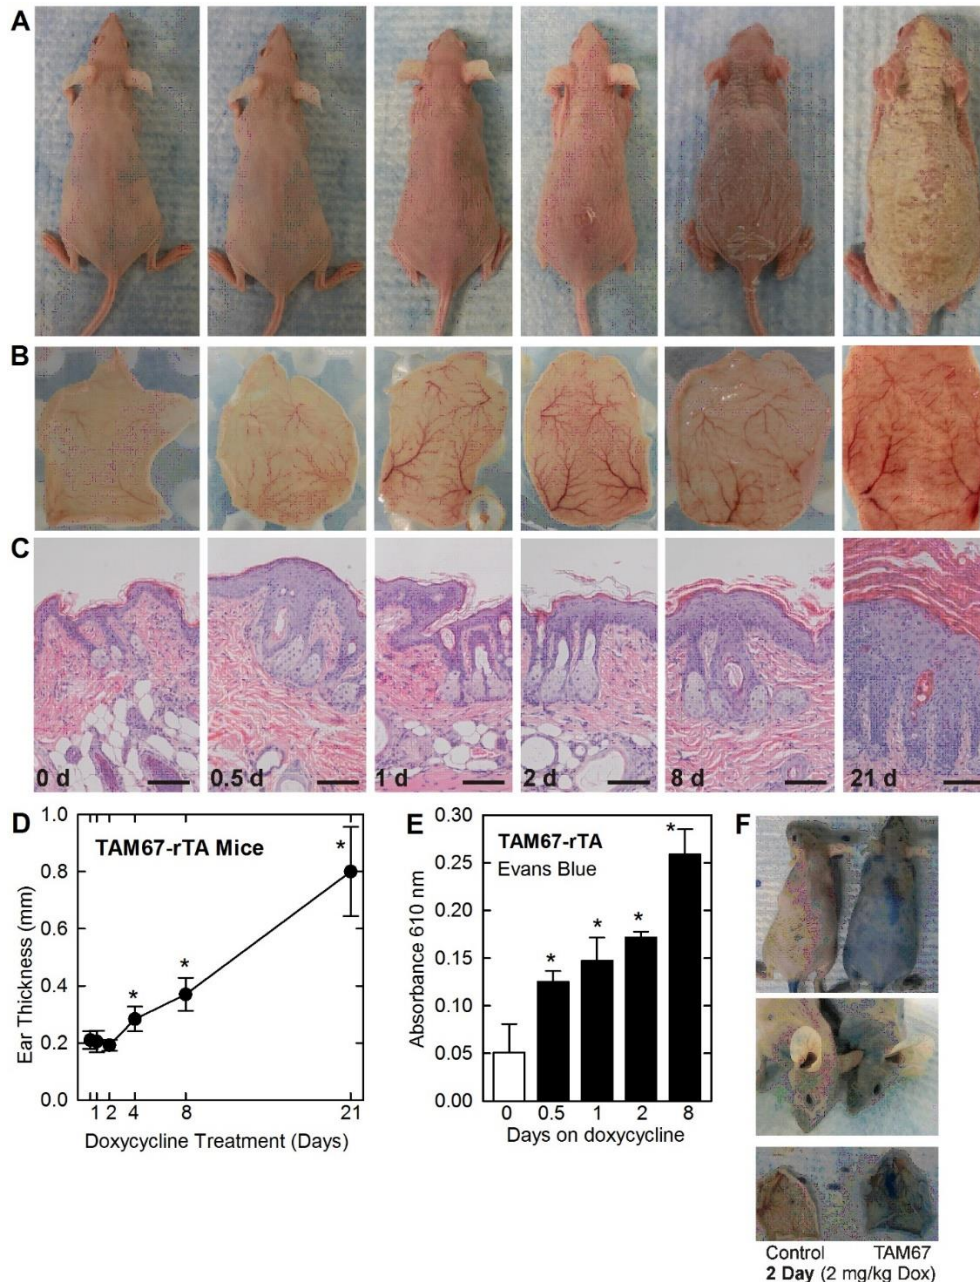 A
B
C
0 d
0.5 d
1 d
2 d
8 d
21 d
D
TAM67-rTA Mice
1.0
0.8
0.6
0.4
0.2
0.0
Ear Thickness (mm)
*
*
*
1 2 4 8 21
Doxycycline Treatment (Days)
E
TAM67-rTA
Evans Blue
0.30
0.25
0.20
0.15
0.10
0.05
0.00
Absorbance 610 nm
*
*
*
*
0 0.5 1 2 8
Days on doxycycline
F
Control TAM67
2 Day (2 mg/kg Dox)